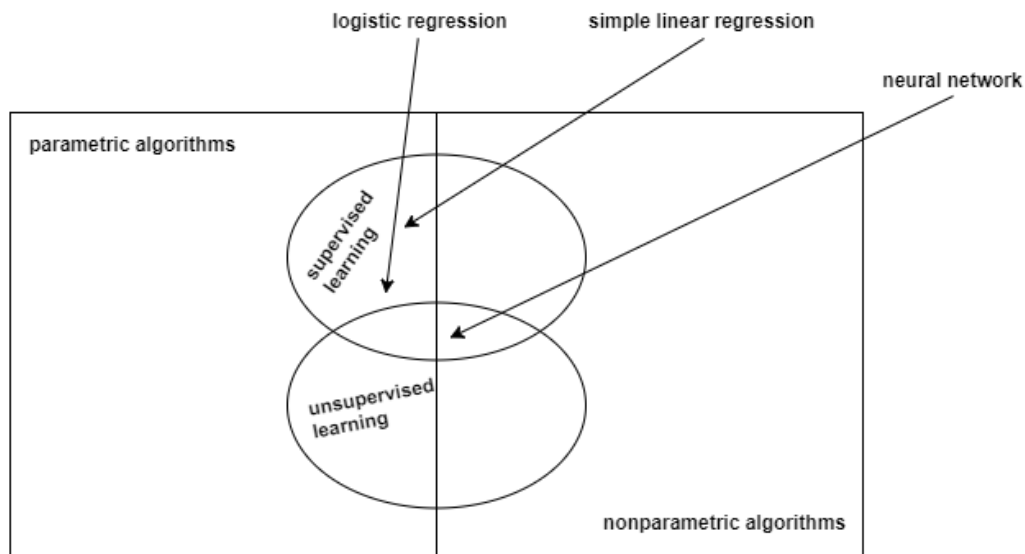 logistic regression
simple linear regression
neural network
parametric algorithms
supervised
learning
unsupervised
learning
nonparametric algorithms